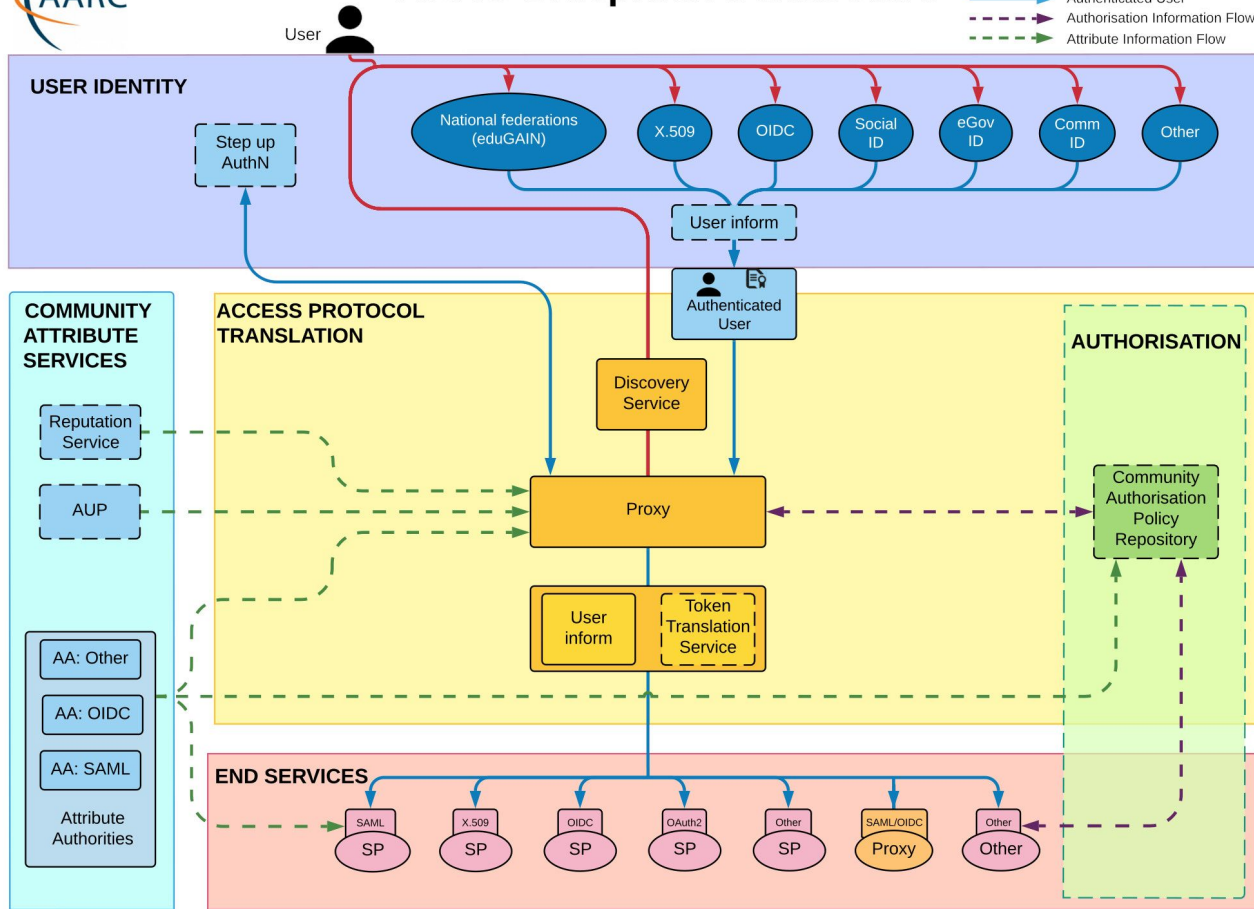 AARC
User
Authorisation Information Flow
Attribute Information Flow
USER IDENTITY
Step up
AuthN
National federations
(eduGAIN)
X.509
OIDC
Social
ID
eGov
ID
Comm
ID
Other
User inform
Authenticated
User
COMMUNITY
ATTRIBUTE
SERVICES
ACCESS PROTOCOL
TRANSLATION
AUTHORISATION
Discovery
Service
Reputation
Service
AUP
Proxy
Community
Authorisation
Policy
Repository
User
inform
Token
Translation
Service
AA: Other
AA: OIDC
AA: SAML
Attribute
Authorities
END SERVICES
SAML
SP
X.509
SP
OIDC
SP
OAuth2
SP
Other
SP
SAML/OIDC
Proxy
Other
Other